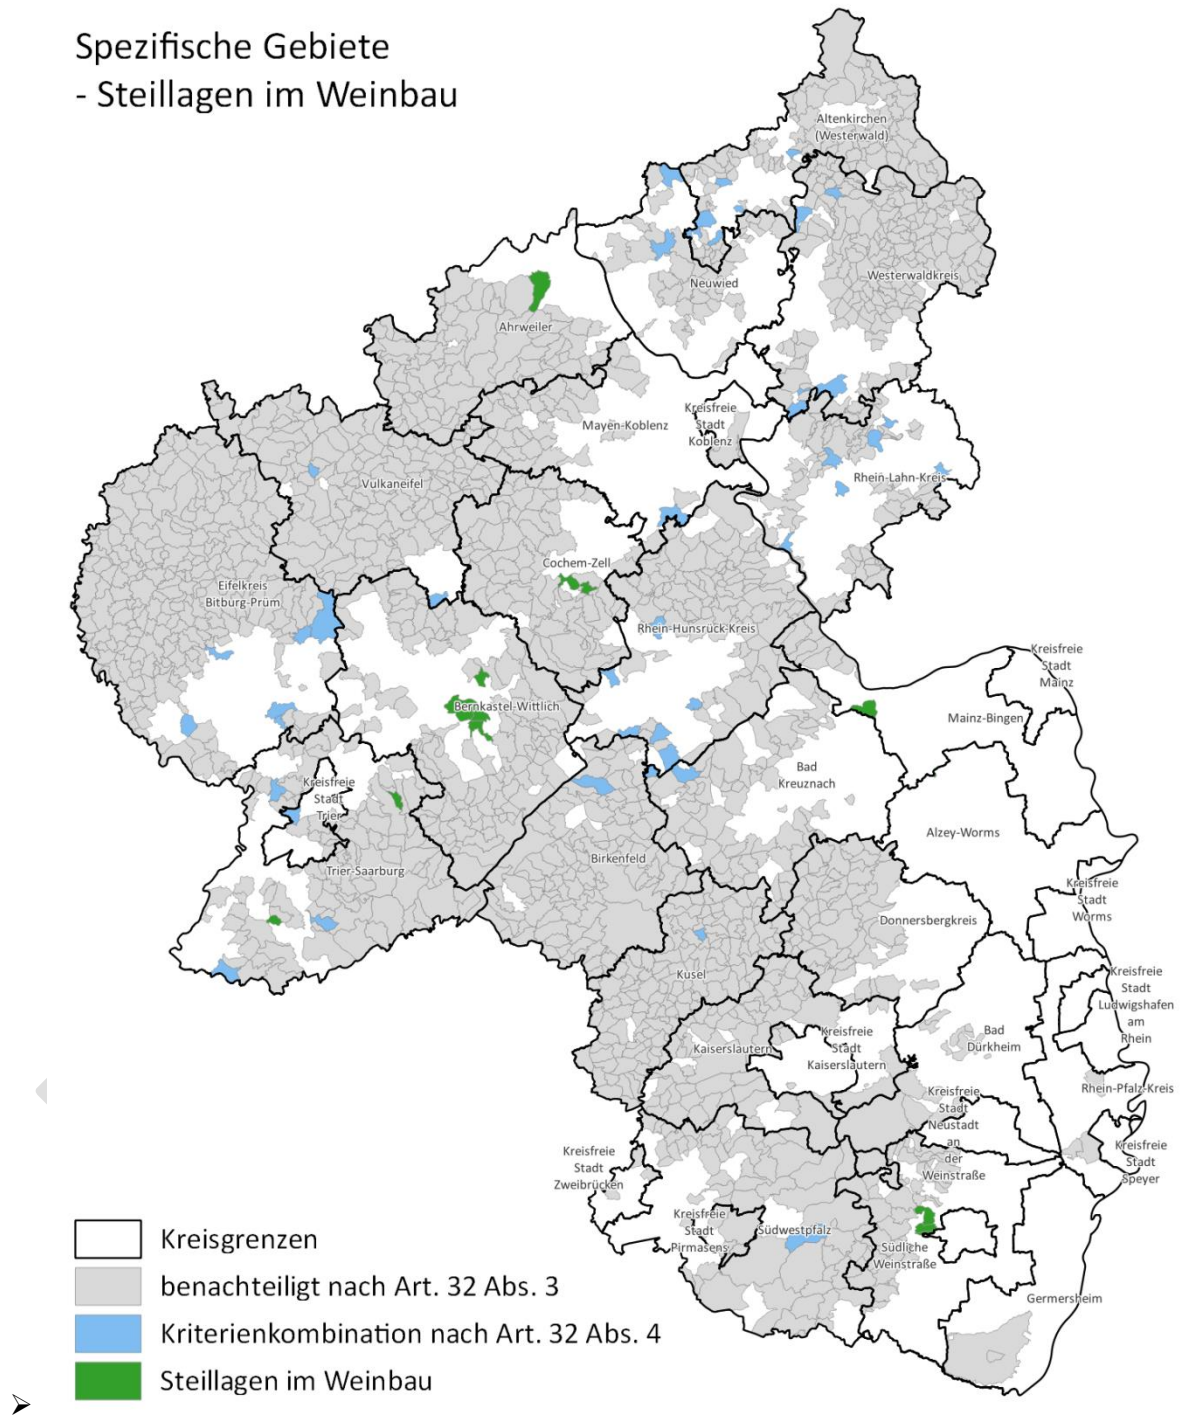 Spezifische Gebiete
- Steillagen im Weinbau
Altenkirchen
(Westerwald)
Westerwaldkreis
Neuwied
Ahrweiler
Mayen-Koblenz
Kreisfreie
Stadt
Koblenz
Rhein-Lahn-Kreis
Vulkaneifel
Cochem-Zell
Eifelkreis
Bitburg-Prüm
Rhein-Hunsrück-Kreis
Kreisfreie
Stadt
Mainz
Bernkastel-Wittlich
Mainz-Bingen
Bad
Kreuznach
Kreisfreie
Stadt
Trier
Alzey-Worms
Birkenfeld
Trier-Saarburg
Kreisfreie
Stadt
Worms
Donnersbergkreis
Kusel
Kreisfreie
Stadt
Ludwigshafen
am
Rhein
Kaiserslautern
Kreisfreie
Stadt
Kaiserslautern
Bad
Dürkheim
Rhein-Pfalz-Kreis
Kreisfreie
Stadt
Neustadt
an
der
Weinstraße
Kreisfreie
Stadt
Speyer
Kreisfreie
Stadt
Zweibrücken
Kreisfreie
Stadt
Pirmasens
Südwestpfalz
Südliche
Weinstraße
Germersheim
Kreisgrenzen
benachteiligt nach Art. 32 Abs. 3
Kriterienkombination nach Art. 32 Abs. 4
Steillagen im Weinbau